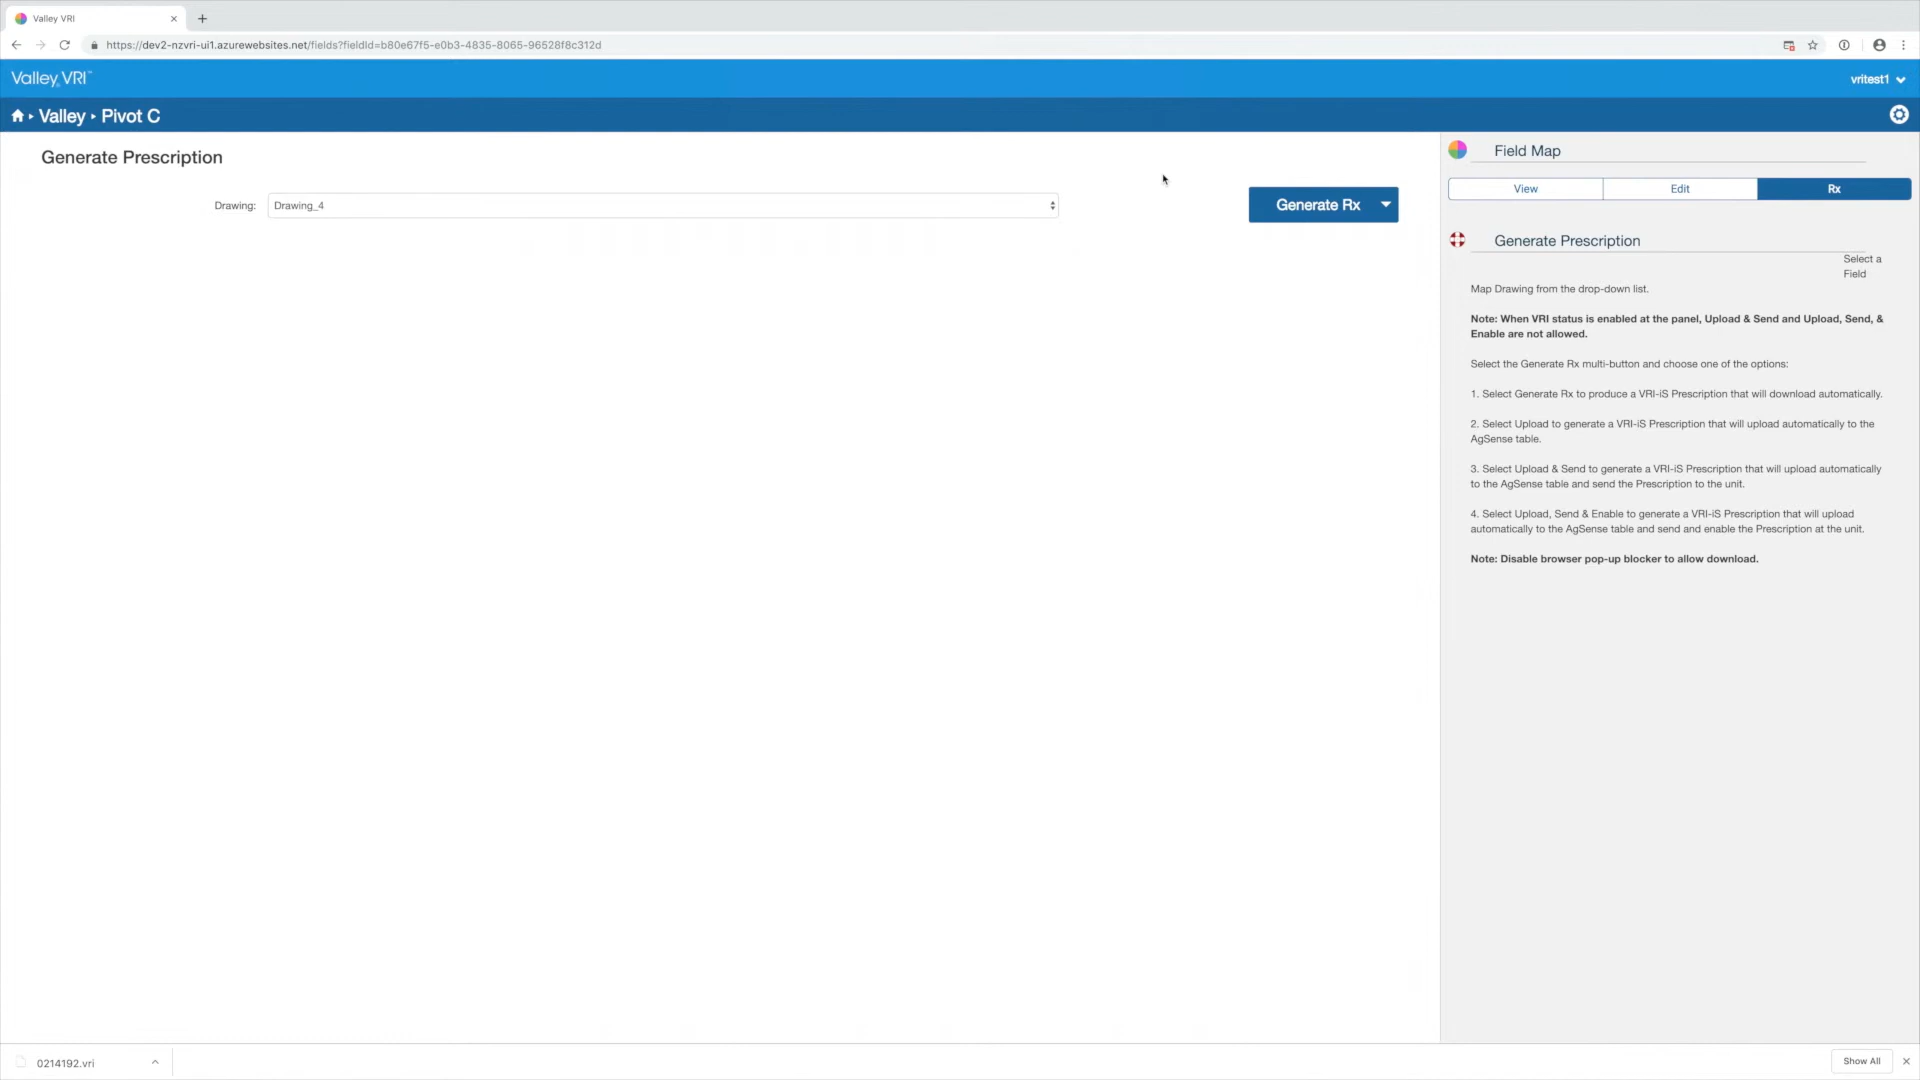 Valley VRI
https://dev2-nzvri-ui1.azurewebsites.net/fields?fieldId=b80e67f5-e0b3-4835-8065-96528f8c312d
Valley VRI™
vritest1
Valley ‣ Pivot C
Generate Prescription
Drawing: Drawing_4
Generate Rx
Field Map
View Edit Rx
Generate Prescription
Select a
Field
Map Drawing from the drop-down list.
Note: When VRI status is enabled at the panel, Upload & Send and Upload, Send, &
Enable are not allowed.
Select the Generate Rx multi-button and choose one of the options:
1. Select Generate Rx to produce a VRI-iS Prescription that will download automatically.
2. Select Upload to generate a VRI-iS Prescription that will upload automatically to the
AgSense table.
3. Select Upload & Send to generate a VRI-iS Prescription that will upload automatically
to the AgSense table and send the Prescription to the unit.
4. Select Upload, Send & Enable to generate a VRI-iS Prescription that will upload
automatically to the AgSense table and send and enable the Prescription at the unit.
Note: Disable browser pop-up blocker to allow download.
0214192.vri
Show All